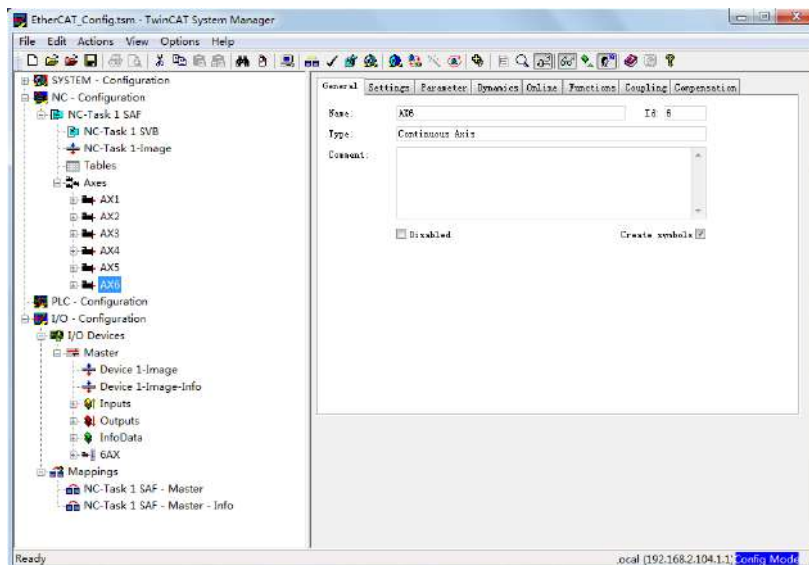 EtherCAT_Config.tsm - TwinCAT System Manager
File Edit Actions View Options Help
SYSTEM - Configuration
NC - Configuration
NC-Task 1 SAF
NC-Task 1 SVB
NC-Task 1-Image
Tables
Axes
AX1
AX2
AX3
AX4
AX5
AX6
PLC - Configuration
I/O - Configuration
I/O Devices
Master
Device 1-Image
Device 1-Image-Info
Inputs
Outputs
InfoData
6AX
Mappings
NC-Task 1 SAF - Master
NC-Task 1 SAF - Master - Info
General Settings Parameter Dynamics Online Functions Coupling Compensation
Name: AX6 Id: 6
Type: Continuous Axis
Comment:
Disabled Create symbols
Ready .ocal (192.168.2.104.1.1) Config Mode